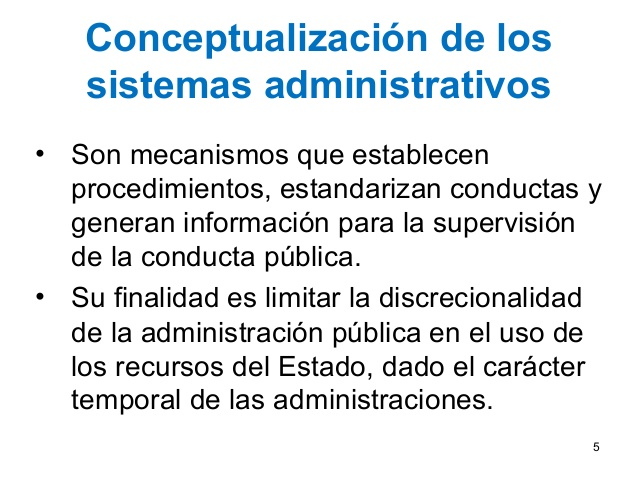 Conceptualización de los
sistemas administrativos
• Son mecanismos que establecen
procedimientos, estandarizan conductas y
generan información para la supervisión
de la conducta pública.
• Su finalidad es limitar la discrecionalidad
de la administración pública en el uso de
los recursos del Estado, dado el carácter
temporal de las administraciones.
5